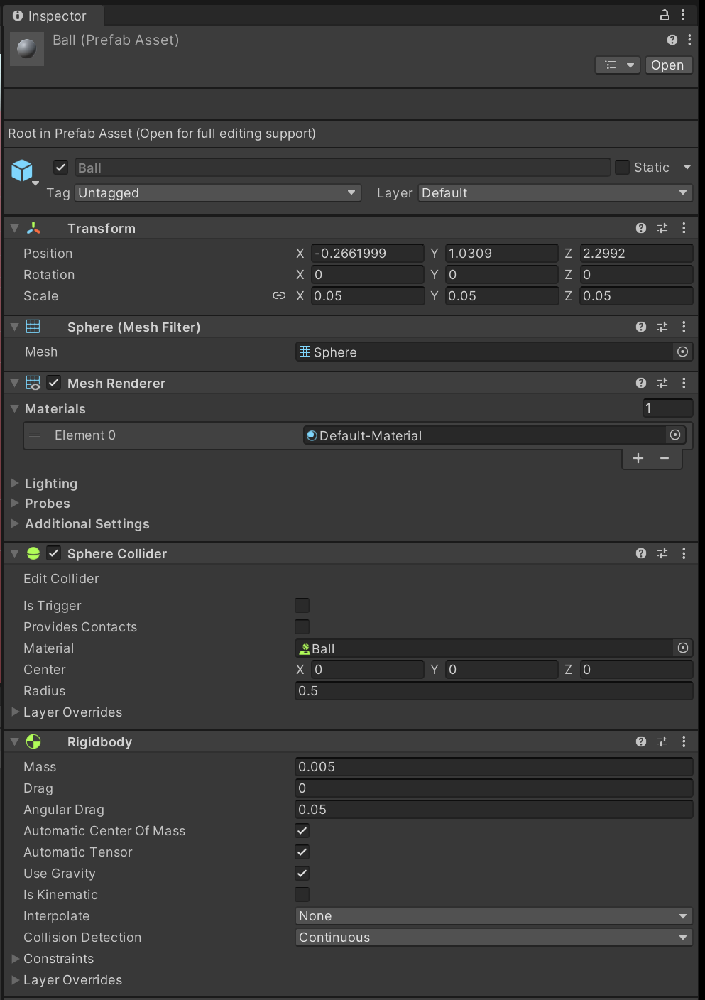 Inspector
Ball (Prefab Asset)
Open
Root in Prefab Asset (Open for full editing support)
Ball
Static
Tag Untagged Layer Default
Transform
Position X -0.2661999 Y 1.0309 Z 2.2992
Rotation X 0 Y 0 Z 0
Scale X 0.05 Y 0.05 Z 0.05
Sphere (Mesh Filter)
Mesh Sphere
Mesh Renderer
Materials 1
Element 0 Default-Material
Lighting
Probes
Additional Settings
Sphere Collider
Edit Collider
Is Trigger
Provides Contacts
Material Ball
Center X 0 Y 0 Z 0
Radius 0.5
Layer Overrides
Rigidbody
Mass 0.005
Drag 0
Angular Drag 0.05
Automatic Center Of Mass
Automatic Tensor
Use Gravity
Is Kinematic
Interpolate None
Collision Detection Continuous
Constraints
Layer Overrides